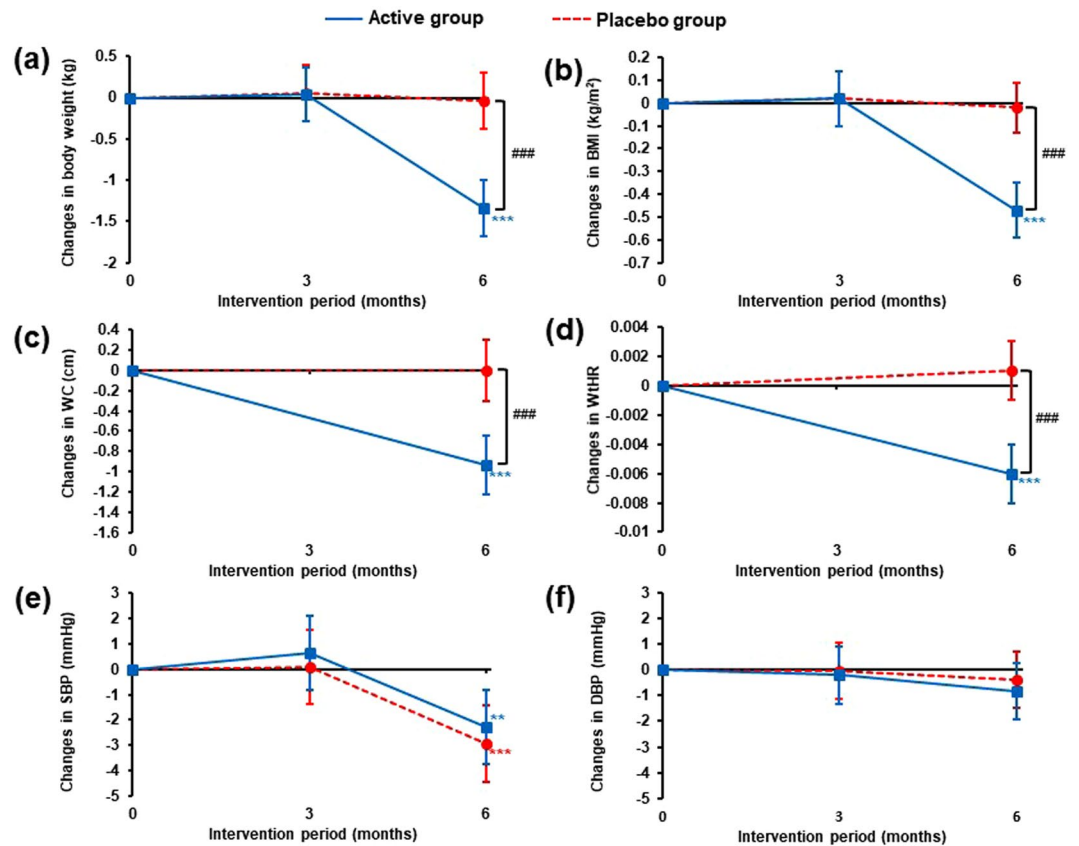 Active group Placebo group
(a)
Changes in body weight (kg)
0.5
0
-0.5
-1
-1.5
-2
###
***
0 3 6
Intervention period (months)
(b)
Changes in BMI (kg/m²)
0.2
0.1
0
-0.1
-0.2
-0.3
-0.4
-0.5
-0.6
-0.7
###
***
0 3 6
Intervention period (months)
(c)
Changes in WC (cm)
0.4
0.2
0
-0.2
-0.4
-0.6
-0.8
-1
-1.2
-1.4
-1.6
###
***
0 3 6
Intervention period (months)
(d)
Changes in WtHR
0.004
0.002
0
-0.002
-0.004
-0.006
-0.008
-0.01
###
***
0 3 6
Intervention period (months)
(e)
Changes in SBP (mmHg)
3
2
1
0
-1
-2
-3
-4
-5
**
***
0 3 6
Intervention period (months)
(f)
Changes in DBP (mmHg)
3
2
1
0
-1
-2
-3
-4
-5
0 3 6
Intervention period (months)